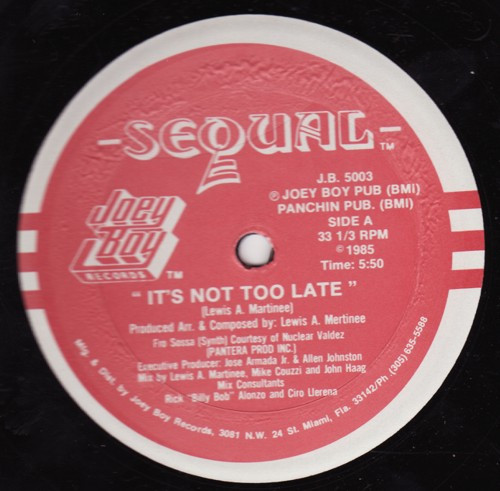 -SEQUAL- TM
J.B. 5003
℗ JOEY BOY PUB (BMI)
PANCHIN PUB. (BMI)
SIDE A
33 1/3 RPM
© 1985
Time: 5:50
Joey
Boy
RECORDS TM
" IT'S NOT TOO LATE "
(Lewis A. Martinee)
Produced Arr. & Composed by: Lewis A. Mertinee
Fro Sossa (Synth) Courtesy of Nuclear Valdez
(PANTERA PROD INC.)
Executive Producer: Jose Armada Jr. & Allen Johnston
Mix by Lewis A. Martinee, Mike Couzzi and John Haag
Mix Consultants
Rick "Billy Bob" Alonzo and Ciro Llerena
Mfg. & Dist. by Joey Boy Records, 3081 N.W. 24 St. Miami, Fla. 33142/Ph (305) 635-5588